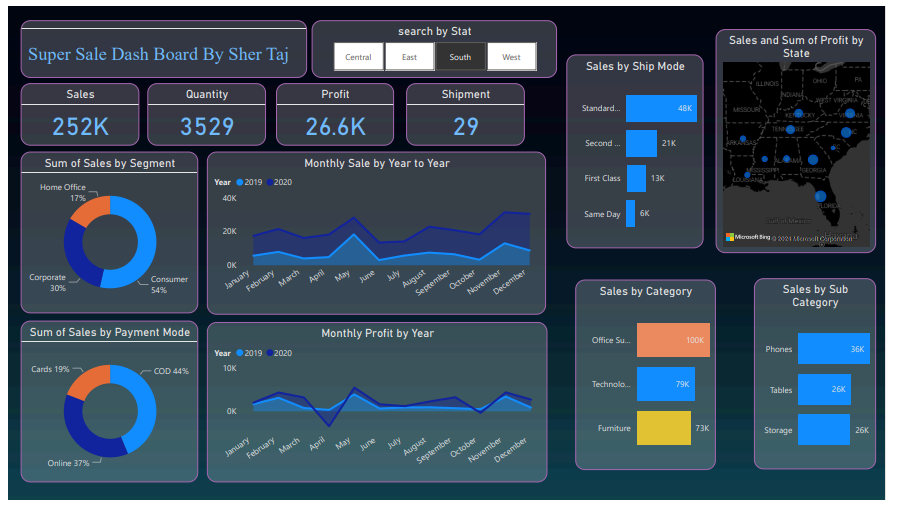 Super Sale Dash Board By Sher Taj
search by Stat
Central East South West
Sales
252K
Quantity
3529
Profit
26.6K
Shipment
29
Sum of Sales by Segment
Home Office
17%
Corporate
30%
Consumer
54%
Monthly Sale by Year to Year
Year 2019 2020
40K
20K
0K
January February March April May June July August September October November December
Sum of Sales by Payment Mode
Cards 19%
COD 44%
Online 37%
Monthly Profit by Year
Year 2019 2020
10K
0K
January February March April May June July August September October November December
Sales by Ship Mode
Standard... 48K
Second ... 21K
First Class 13K
Same Day 6K
Sales and Sum of Profit by
State
ILLINOIS
OHIO
PA
INDIANA
WEST VIRGINIA
MISSOURI
KENTUCKY
VIRGINIA
TENNESSEE
NC
ARKANSAS
SC
MISSISSIPPI
ALABAMA
GEORGIA
LOUISIANA
FLORIDA
Gulf of Mexico
Microsoft Bing © 2024 Microsoft Corporation
Sales by Category
Office Su... 100K
Technolo... 79K
Furniture 73K
Sales by Sub
Category
Phones 36K
Tables 26K
Storage 26K